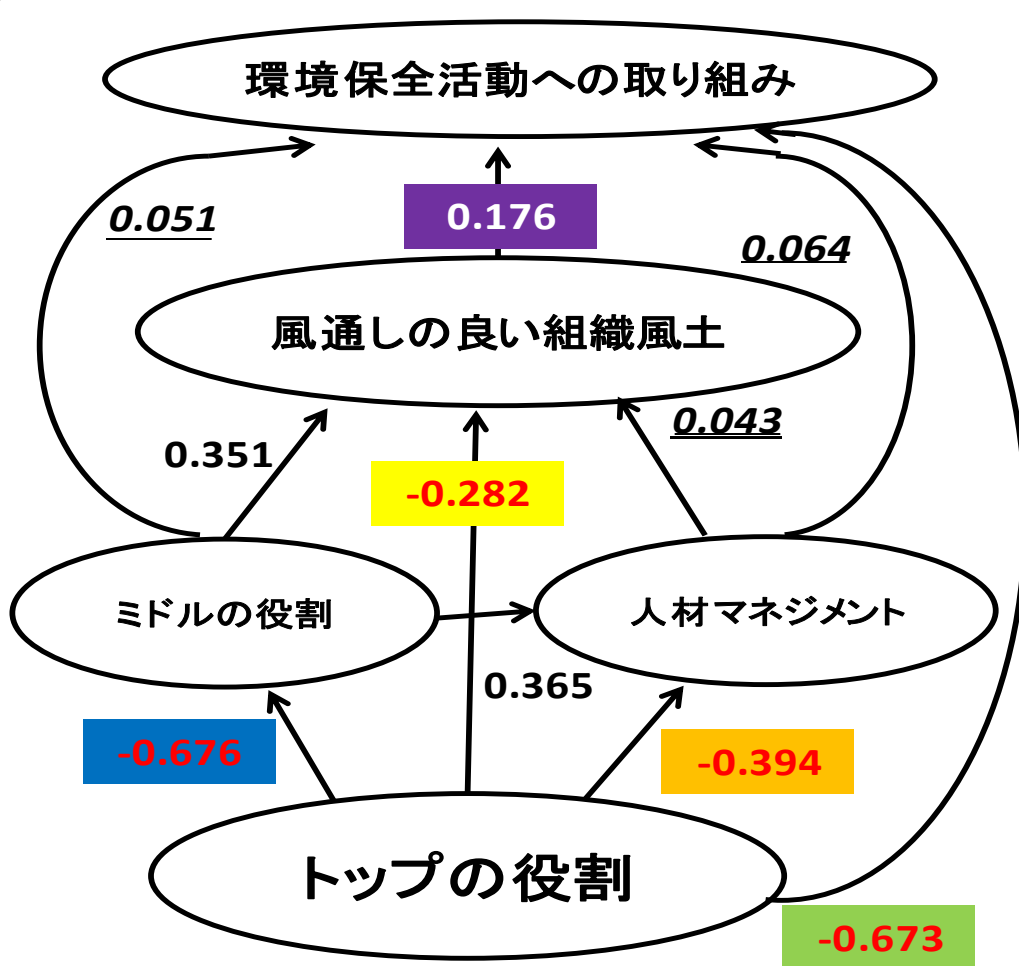 環境保全活動への取り組み
0.051
0.176
0.064
風通しの良い組織風土
0.351
-0.282
0.043
ミドルの役割
人材マネジメント
0.365
-0.676
-0.394
トップの役割
-0.673